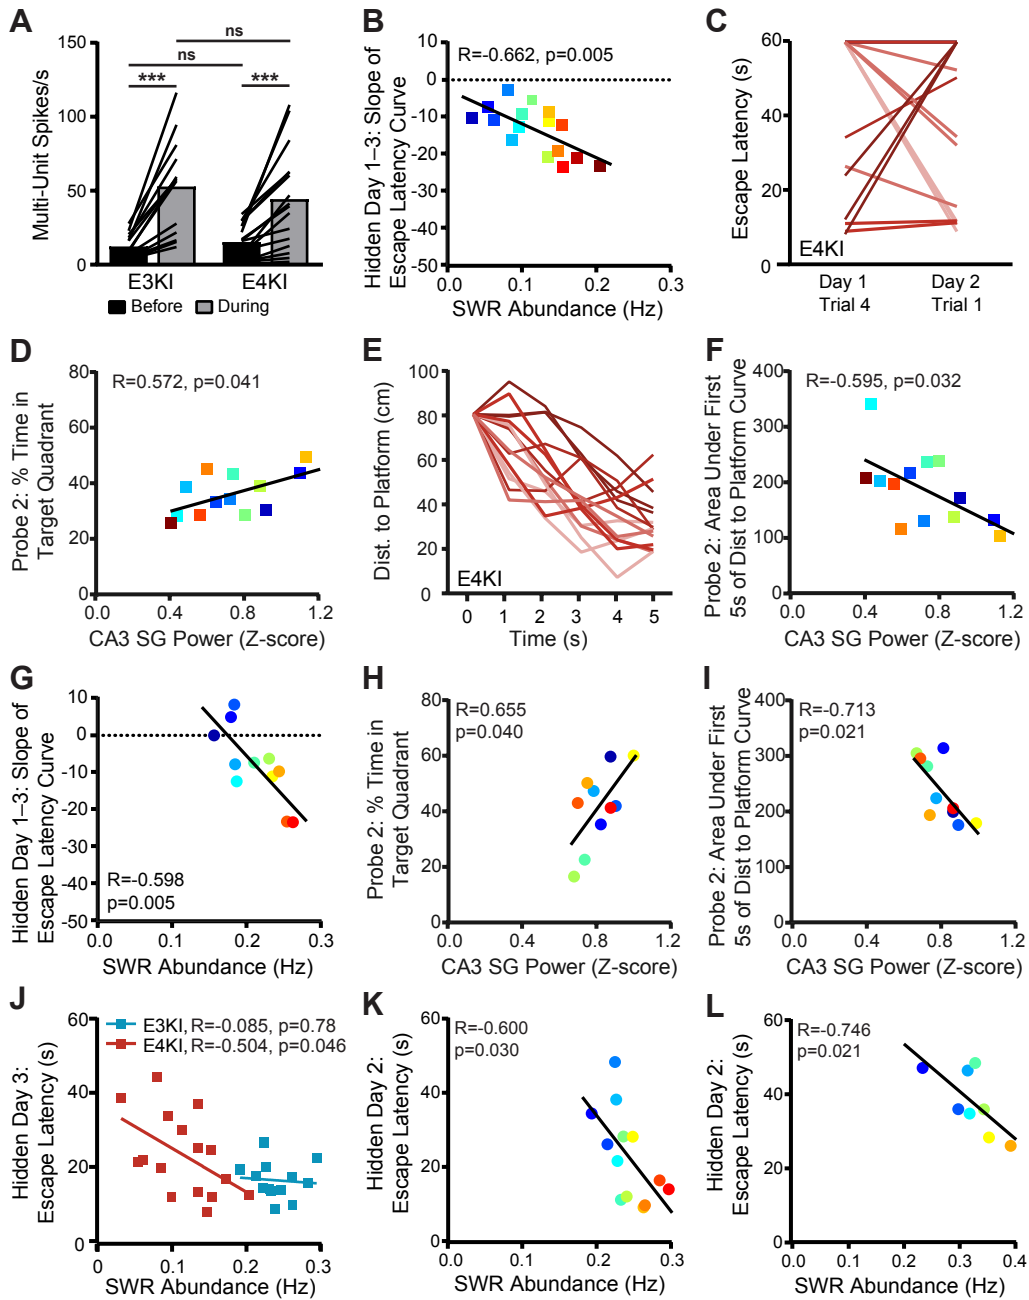 A
Multi-Unit Spikes/s
150
100
50
0
ns
ns
***
***
E3KI
E4KI
Before
During
B
Hidden Day 1–3: Slope of
Escape Latency Curve
R=-0.662, p=0.005
10
0
-10
-20
-30
-40
-50
0.0
0.1
0.2
0.3
SWR Abundance (Hz)
C
Escape Latency (s)
60
40
20
0
E4KI
Day 1
Trial 4
Day 2
Trial 1
D
Probe 2: % Time in
Target Quadrant
R=0.572, p=0.041
80
60
40
20
0
0.0
0.4
0.8
1.2
CA3 SG Power (Z-score)
E
Dist. to Platform (cm)
100
80
60
40
20
0
E4KI
0
1
2
3
4
5
Time (s)
F
Probe 2: Area Under First
5s of Dist to Platform Curve
R=-0.595, p=0.032
400
300
200
100
0
0.0
0.4
0.8
1.2
CA3 SG Power (Z-score)
G
Hidden Day 1–3: Slope of
Escape Latency Curve
10
0
-10
-20
-30
-40
-50
R=-0.598
p=0.005
0.0
0.1
0.2
0.3
SWR Abundance (Hz)
H
Probe 2: % Time in
Target Quadrant
R=0.655
p=0.040
80
60
40
20
0
0.0
0.4
0.8
1.2
CA3 SG Power (Z-score)
I
Probe 2: Area Under First
5s of Dist to Platform Curve
R=-0.713
p=0.021
400
300
200
100
0
0.0
0.4
0.8
1.2
CA3 SG Power (Z-score)
J
Hidden Day 3:
Escape Latency (s)
E3KI, R=-0.085, p=0.78
E4KI, R=-0.504, p=0.046
60
40
20
0
0.0
0.1
0.2
0.3
SWR Abundance (Hz)
K
Hidden Day 2:
Escape Latency (s)
R=-0.600
p=0.030
60
40
20
0
0.0
0.1
0.2
0.3
SWR Abundance (Hz)
L
Hidden Day 2:
Escape Latency (s)
R=-0.746
p=0.021
60
40
20
0
0.0
0.0
0.2
0.3
0.4
SWR Abundance (Hz)